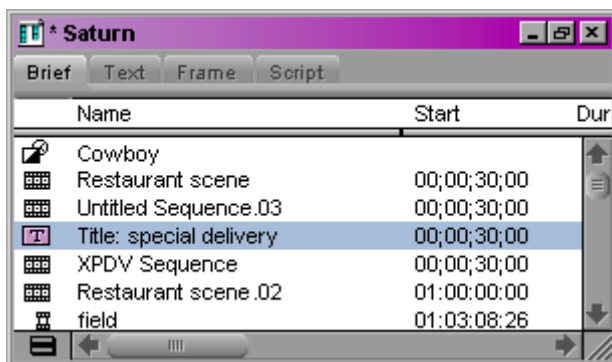 * Saturn
Brief Text Frame Script
Name Start Dur
Cowboy
Restaurant scene 00;00;30;00
Untitled Sequence.03 00;00;30;00
T Title: special delivery 00;00;30;00
XPDV Sequence 00;00;30;00
Restaurant scene.02 01:00:00:00
field 01:03:08:26